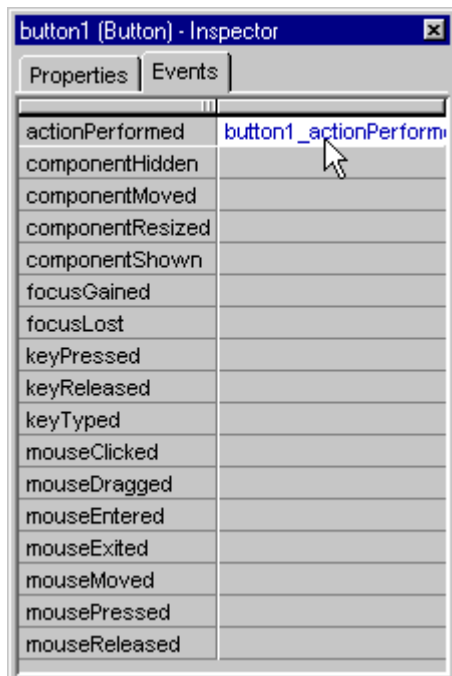 button1 (Button) - Inspector
Properties Events
actionPerformed button1_actionPerform
componentHidden
componentMoved
componentResized
componentShown
focusGained
focusLost
keyPressed
keyReleased
keyTyped
mouseClicked
mouseDragged
mouseEntered
mouseExited
mouseMoved
mousePressed
mouseReleased